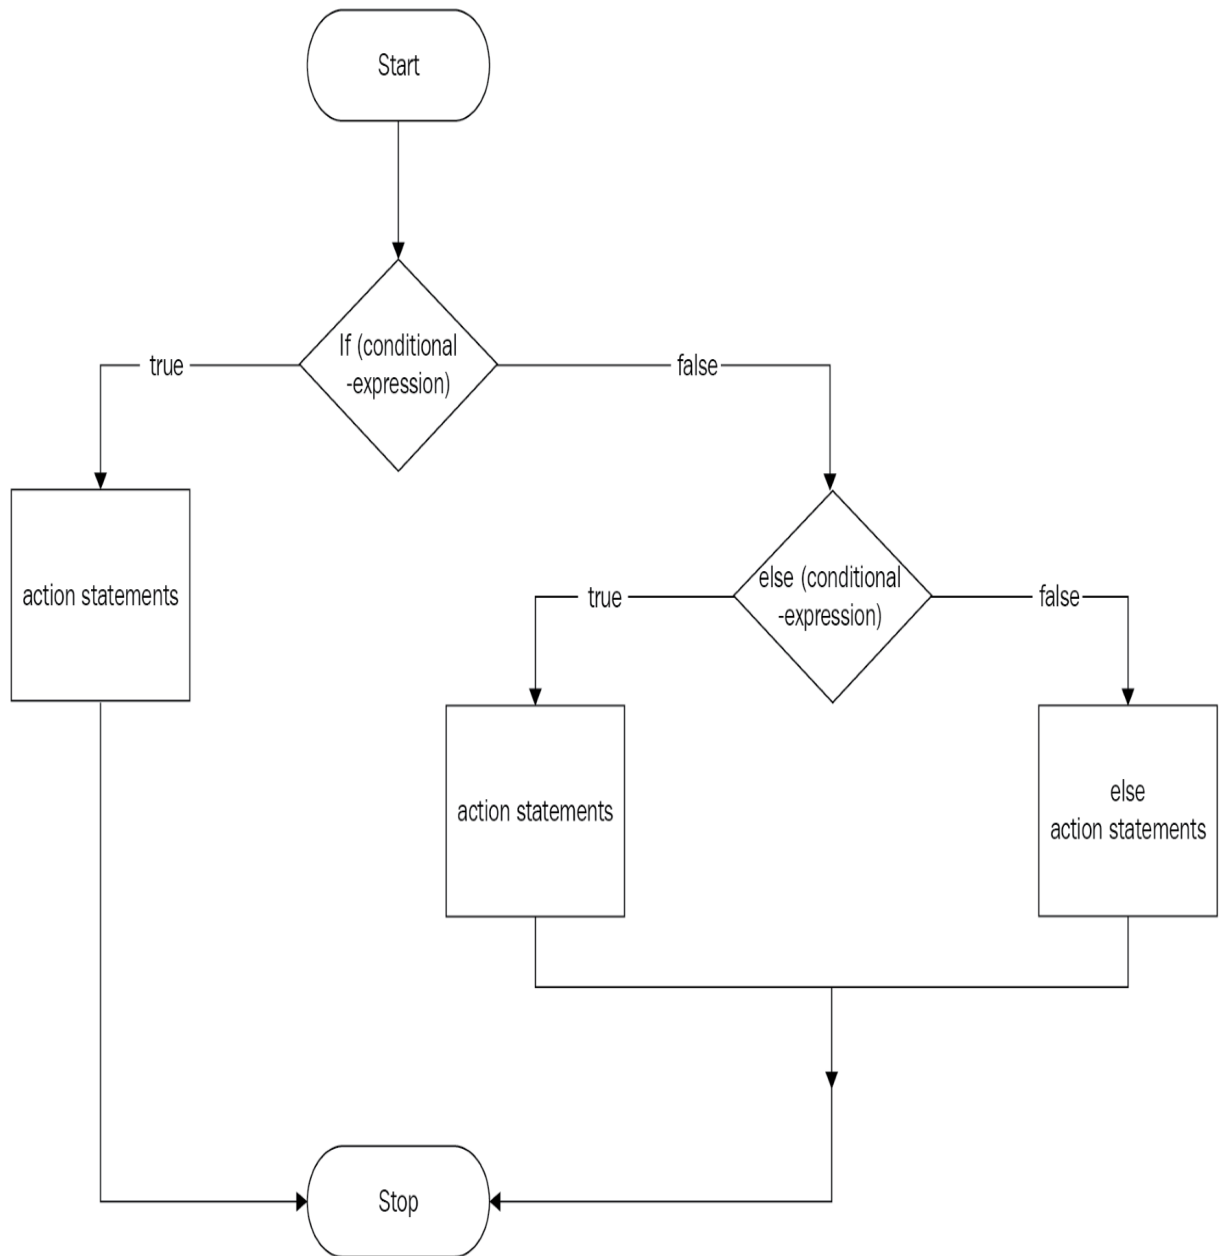 Start
If (conditional
-expression)
true
false
action statements
else (conditional
-expression)
true
false
action statements
else
action statements
Stop